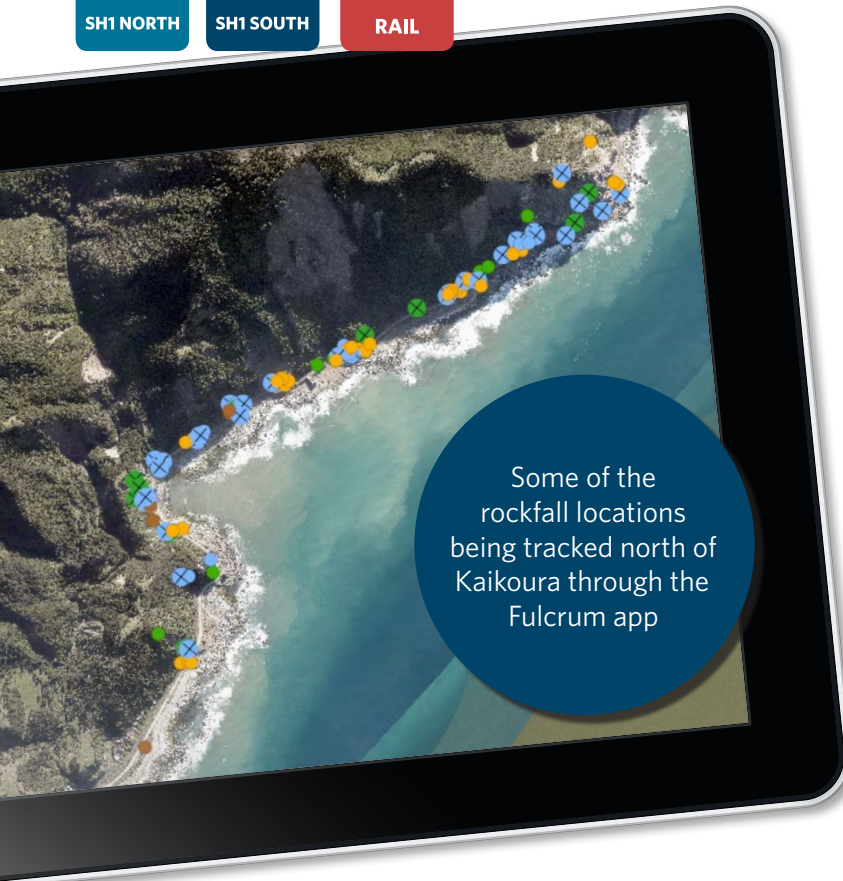 SH1 NORTH
SH1 SOUTH
RAIL
Some of the
rockfall locations
being tracked north of
Kaikoura through the
Fulcrum app